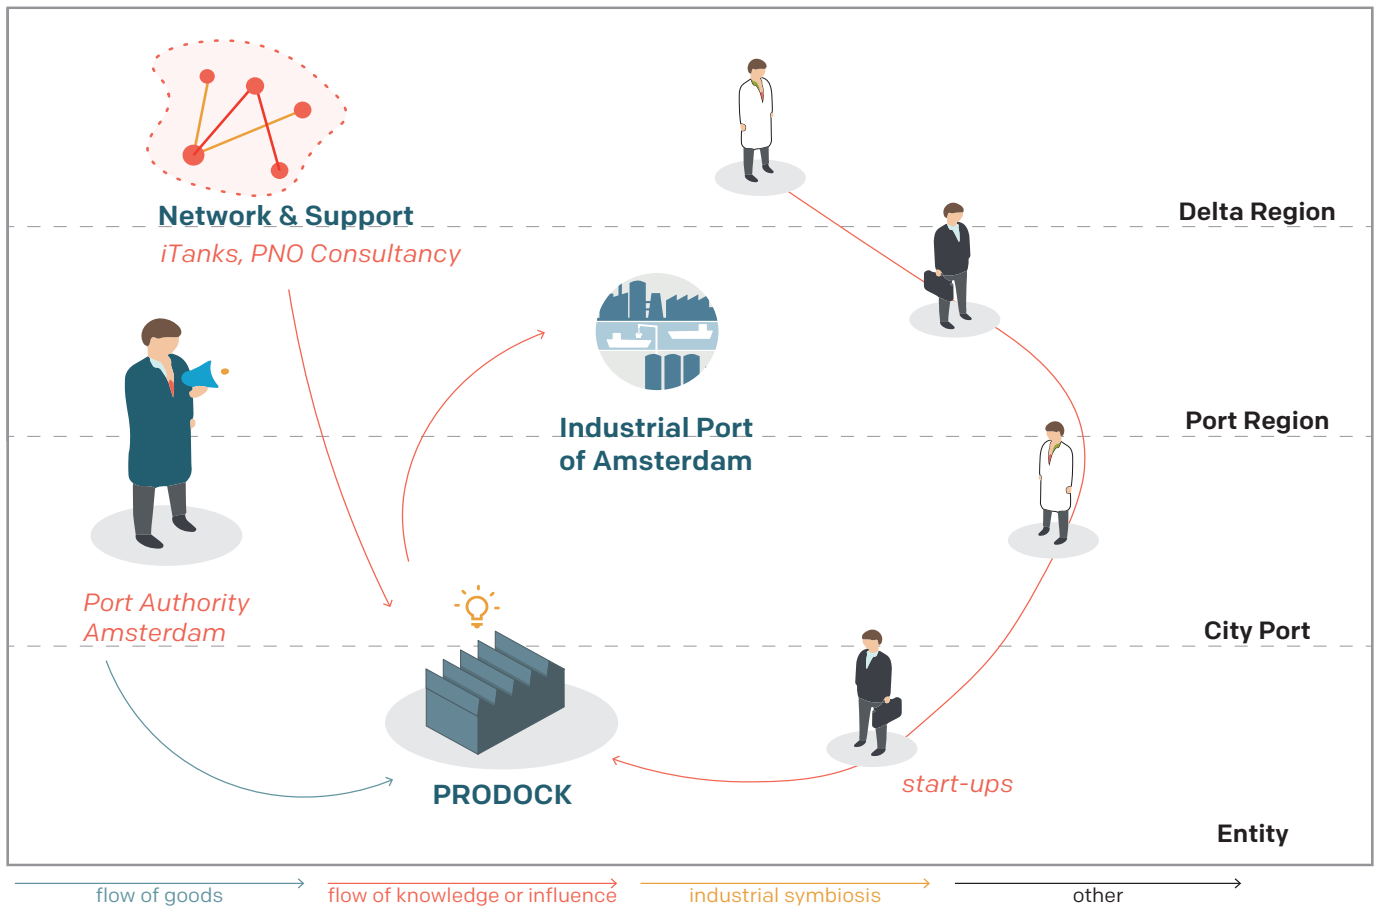 Network & Support
iTanks, PNO Consultancy
Delta Region
Industrial Port
of Amsterdam
Port Region
Port Authority
Amsterdam
City Port
PRODOCK
start-ups
Entity
flow of goods
flow of knowledge or influence
industrial symbiosis
other